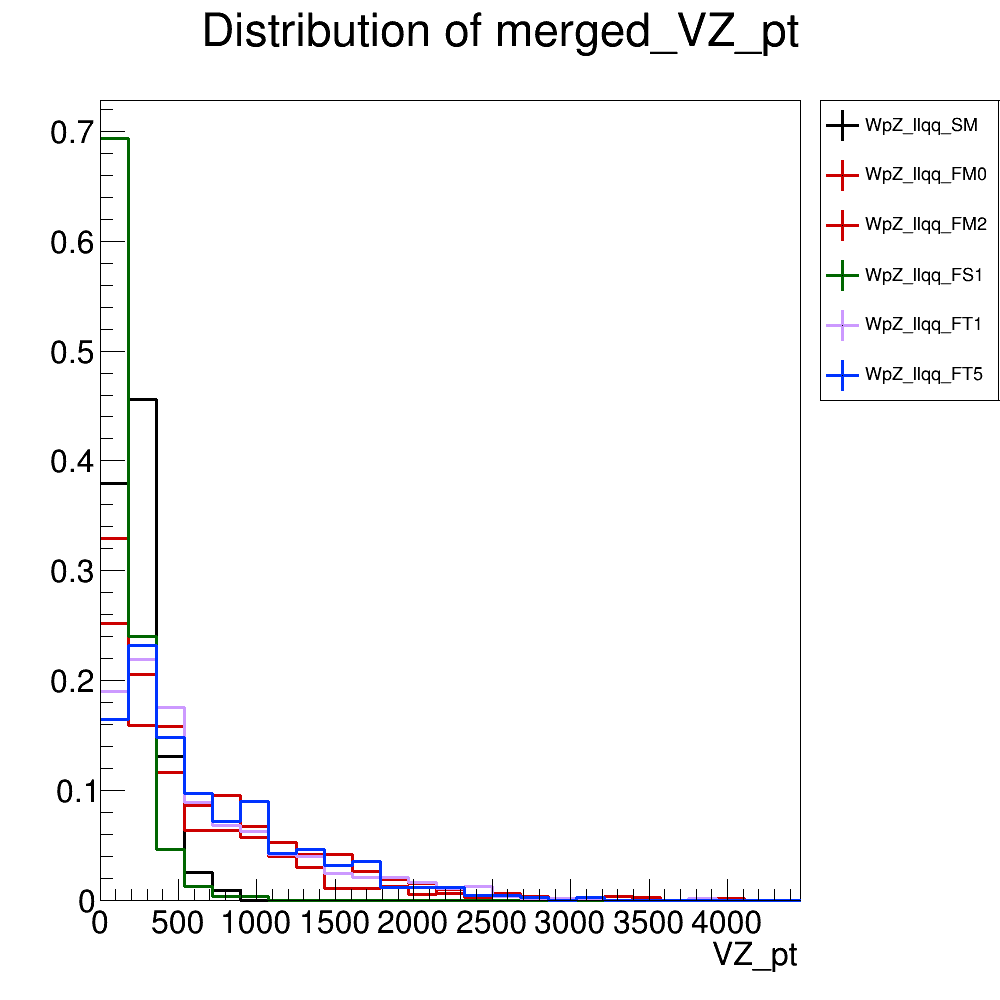 Distribution of merged_VZ_pt
0.7
0.6
0.5
0.4
0.3
0.2
0.1
0
0 500 1000 1500 2000 2500 3000 3500 4000
VZ_pt
WpZ_llqq_SM
WpZ_llqq_FM0
WpZ_llqq_FM2
WpZ_llqq_FS1
WpZ_llqq_FT1
WpZ_llqq_FT5